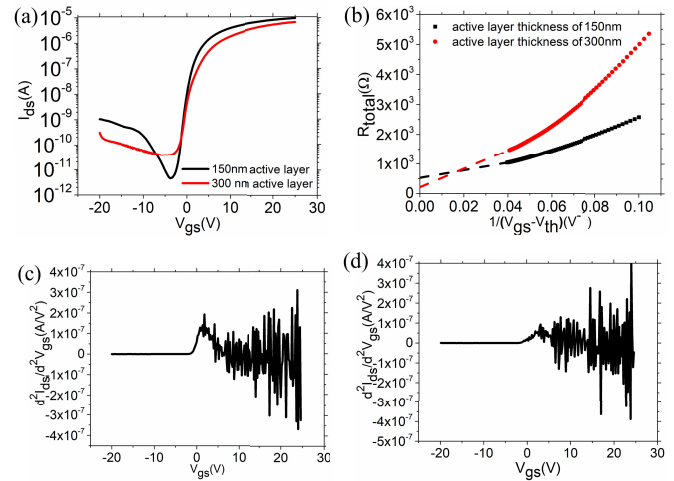 (a)
I_ds(A)
10^-5
10^-6
10^-7
10^-8
10^-9
10^-10
10^-11
10^-12
150nm active layer
300 nm active layer
-20 -10 0 10 20 30
V_gs(V)
(b)
R_total(Ω)
6x10^3
5x10^3
4x10^3
3x10^3
2x10^3
1x10^3
0
active layer thickness of 150nm
active layer thickness of 300nm
0.00 0.02 0.04 0.06 0.08 0.10
1/(V_gs-V_th)(V^-)
(c)
d^2I_ds/d^2V_gs(A/V^2)
4x10^-7
3x10^-7
2x10^-7
1x10^-7
0
-1x10^-7
-2x10^-7
-3x10^-7
-4x10^-7
-20 -10 0 10 20 30
V_gs(V)
(d)
d^2I_ds/d^2V_gs(A/V^2)
4x10^-7
3x10^-7
2x10^-7
1x10^-7
0
-1x10^-7
-2x10^-7
-3x10^-7
-4x10^-7
-5x10^-7
-20 -10 0 10 20 30
V_gs(V)